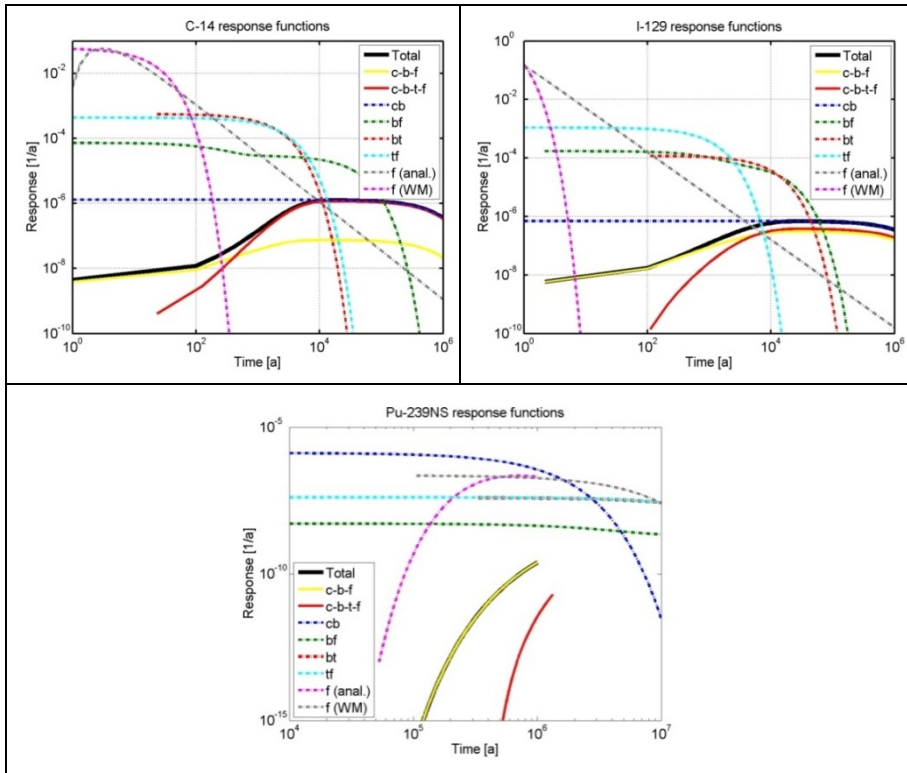 C-14 response functions
Response [1/a]
10^-2
10^-4
10^-6
10^-8
10^-10
10^0 10^2 10^4 10^6
Time [a]
Total
c-b-f
c-b-t-f
cb
bf
bt
tf
f (anal.)
f (WM)
I-129 response functions
Response [1/a]
10^0
10^-2
10^-4
10^-6
10^-8
10^-10
10^0 10^2 10^4 10^6
Time [a]
Total
c-b-f
c-b-t-f
cb
bf
bt
tf
f (anal.)
f (WM)
Pu-239NS response functions
Response [1/a]
10^-5
10^-10
10^-15
10^4 10^5 10^6 10^7
Time [a]
Total
c-b-f
c-b-t-f
cb
bf
bt
tf
f (anal.)
f (WM)